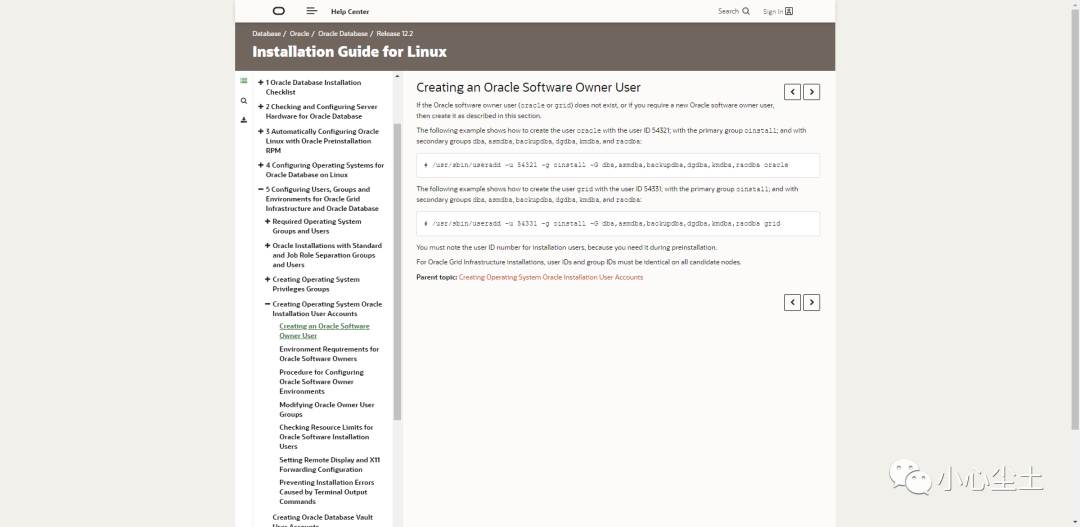 Help Center
Search
Sign In
Database / Oracle / Oracle Database / Release 12.2
Installation Guide for Linux
1 Oracle Database Installation
Checklist
2 Checking and Configuring Server
Hardware for Oracle Database
3 Automatically Configuring Oracle
Linux with Oracle Preinstallation
RPM
4 Configuring Operating Systems for
Oracle Database on Linux
5 Configuring Users, Groups and
Environments for Oracle Grid
Infrastructure and Oracle Database
Required Operating System
Groups and Users
Oracle Installations with Standard
and Job Role Separation Groups
and Users
Creating Operating System
Privileges Groups
Creating Operating System Oracle
Installation User Accounts
Creating an Oracle Software
Owner User
Environment Requirements for
Oracle Software Owners
Procedure for Configuring
Oracle Software Owner
Environments
Modifying Oracle Owner User
Groups
Checking Resource Limits for
Oracle Software Installation
Users
Setting Remote Display and X11
Forwarding Configuration
Preventing Installation Errors
Caused by Terminal Output
Commands
Creating Oracle Database Vault
User Accounts
Creating an Oracle Software Owner User
If the Oracle software owner user (oracle or grid) does not exist, or if you require a new Oracle software owner user,
then create it as described in this section.
The following example shows how to create the user oracle with the user ID 54321; with the primary group oinstall; and with
secondary groups dba, asmdba, backupdba, dgdba, kmdba, and racdba:
# /usr/sbin/useradd -u 54321 -g oinstall -G dba,asmdba,backupdba,dgdba,kmdba,racdba oracle
The following example shows how to create the user grid with the user ID 54331; with the primary group oinstall; and with
secondary groups dba, asmdba, backupdba, dgdba, kmdba, and racdba:
# /usr/sbin/useradd -u 54331 -g oinstall -G dba,asmdba,backupdba,dgdba,kmdba,racdba grid
You must note the user ID number for installation users, because you need it during preinstallation.
For Oracle Grid Infrastructure installations, user IDs and group IDs must be identical on all candidate nodes.
Parent topic: Creating Operating System Oracle Installation User Accounts
小心尘土